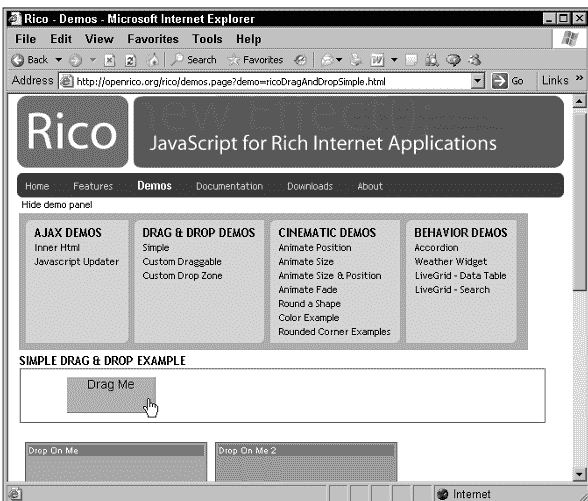 Rico - Demos - Microsoft Internet Explorer
File Edit View Favorites Tools Help
Back Search Favorites
Address http://openrico.org/rico/demos.page?demo=ricoDragAndDropSimple.html Go Links »
Rico
JavaScript for Rich Internet Applications
Home Features Demos Documentation Downloads About
Hide demo panel
AJAX DEMOS
Inner Html
Javascript Updater
DRAG & DROP DEMOS
Simple
Custom Draggable
Custom Drop Zone
CINEMATIC DEMOS
Animate Position
Animate Size
Animate Size & Position
Animate Fade
Round a Shape
Color Example
Rounded Corner Examples
BEHAVIOR DEMOS
Accordion
Weather Widget
LiveGrid - Data Table
LiveGrid - Search
SIMPLE DRAG & DROP EXAMPLE
Drag Me
Drop On Me
Drop On Me 2
Internet